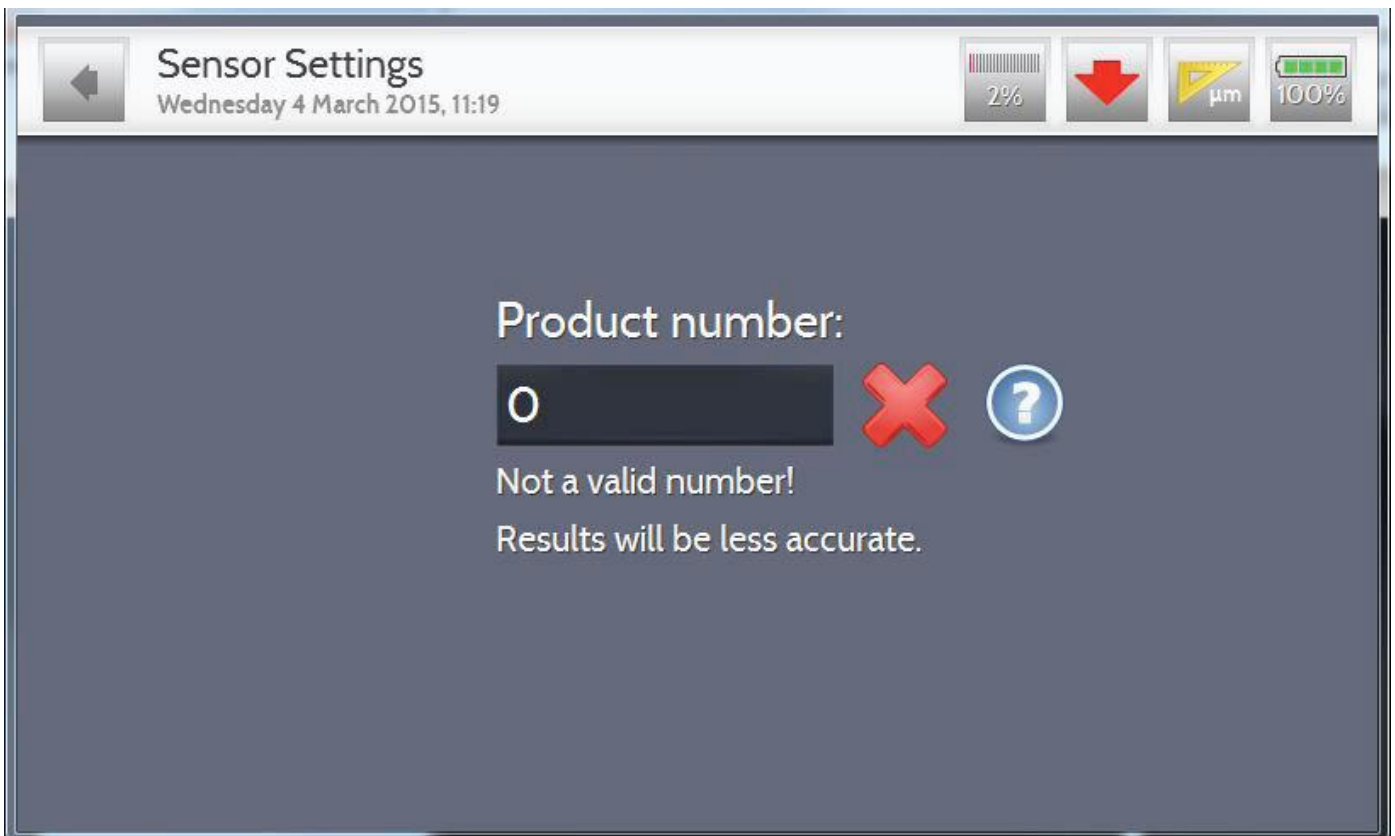 Sensor Settings
Wednesday 4 March 2015, 11:19
2%
µm
100%
Product number:
0
Not a valid number!
Results will be less accurate.